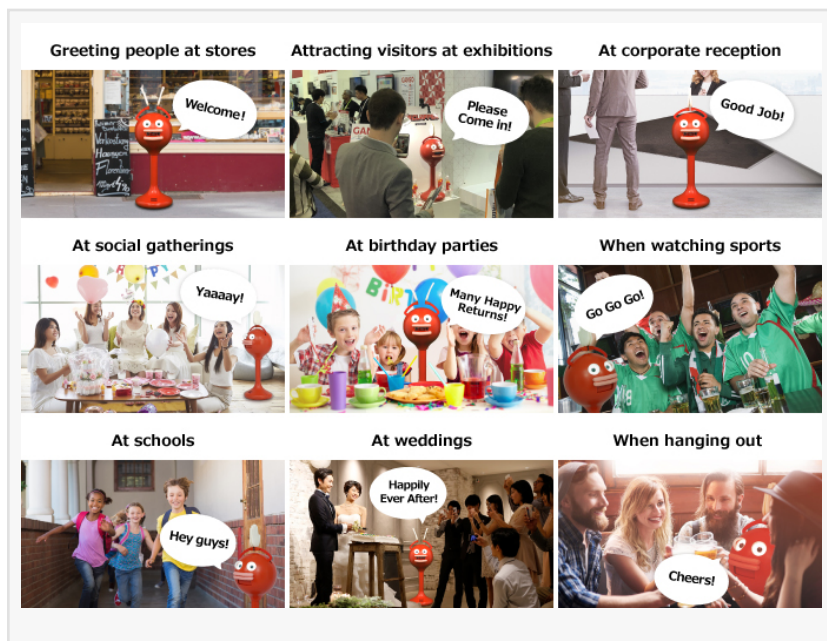 Greeting people at stores
Attracting visitors at exhibitions
At corporate reception
Welcome!
Please
Come in!
Good Job!
At social gatherings
At birthday parties
When watching sports
Yaaaay!
Many Happy
Returns!
Go Go Go!
At schools
At weddings
When hanging out
Hey guys!
Happily
Ever After!
Cheers!